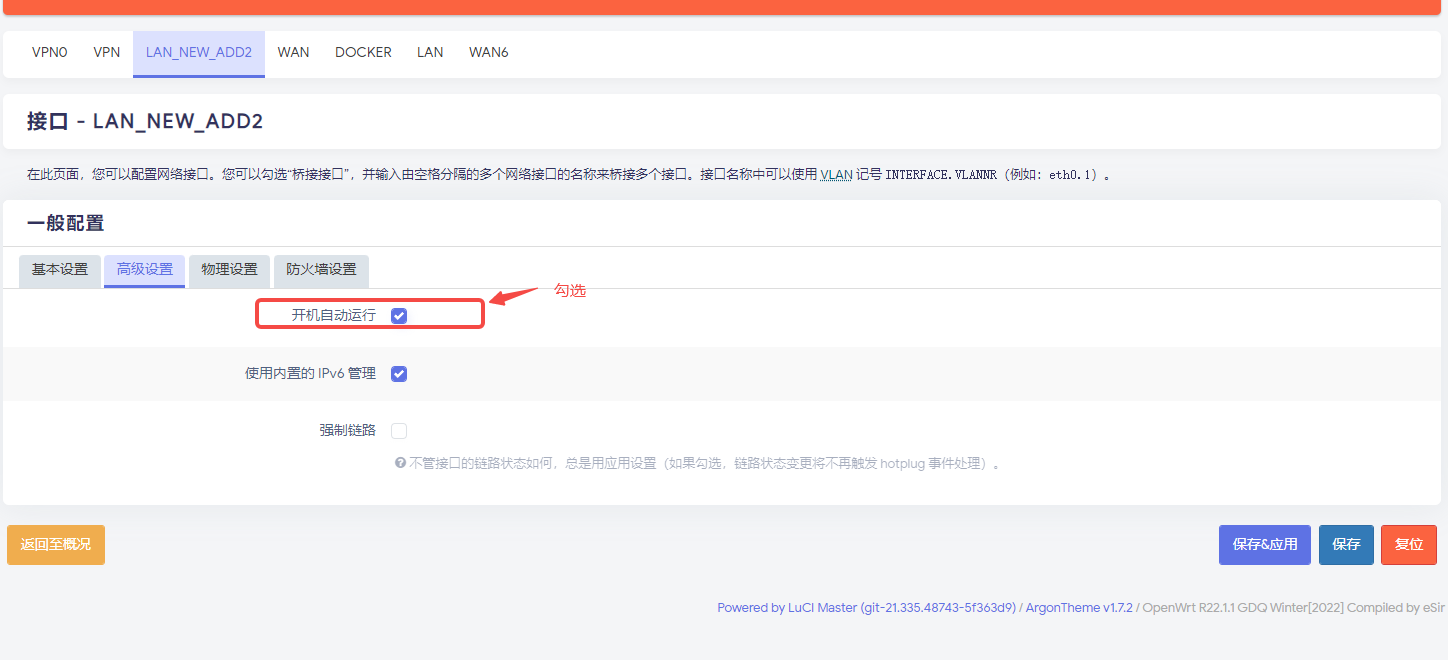 VPN0 VPN LAN_NEW_ADD2 WAN DOCKER LAN WAN6
接口 - LAN_NEW_ADD2
在此页面，您可以配置网络接口。您可以勾选“桥接接口”，并输入由空格分隔的多个网络接口的名称来桥接多个接口。接口名称中可以使用 VLAN 记号 INTERFACE.VLANNR（例如：eth0.1）。
一般配置
基本设置 高级设置 物理设置 防火墙设置
勾选
开机自动运行
使用内置的 IPv6 管理
强制链路
不管接口的链路状态如何，总是用应用设置（如果勾选，链路状态变更将不再触发 hotplug 事件处理）。
返回至概况 保存&应用 保存 复位
Powered by LuCI Master (git-21.335.48743-5f363d9) / ArgonTheme v1.7.2 / OpenWrt R22.1.1 GDQ Winter[2022] Compiled by eSir